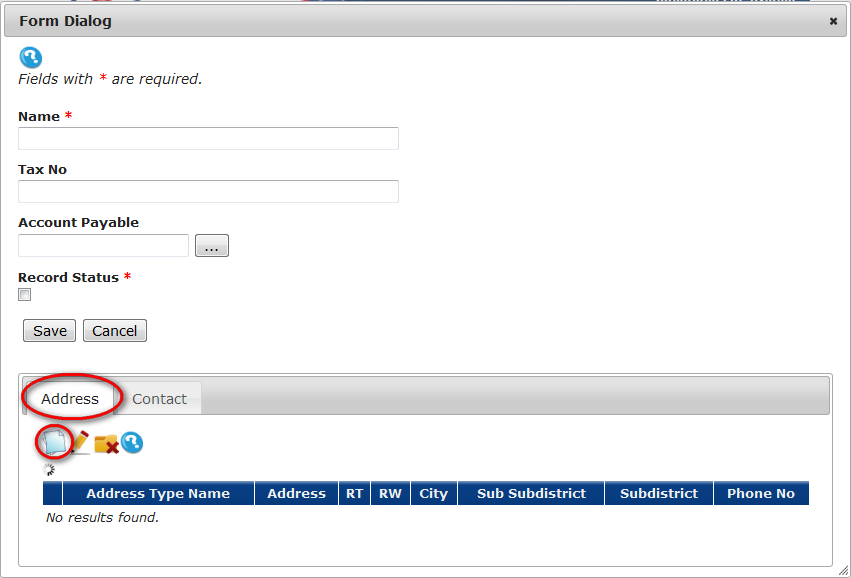 Form Dialog
Fields with * are required.
Name *
Tax No
Account Payable
...
Record Status *
Save Cancel
Address Contact
Address Type Name Address RT RW City Sub Subdistrict Subdistrict Phone No
No results found.